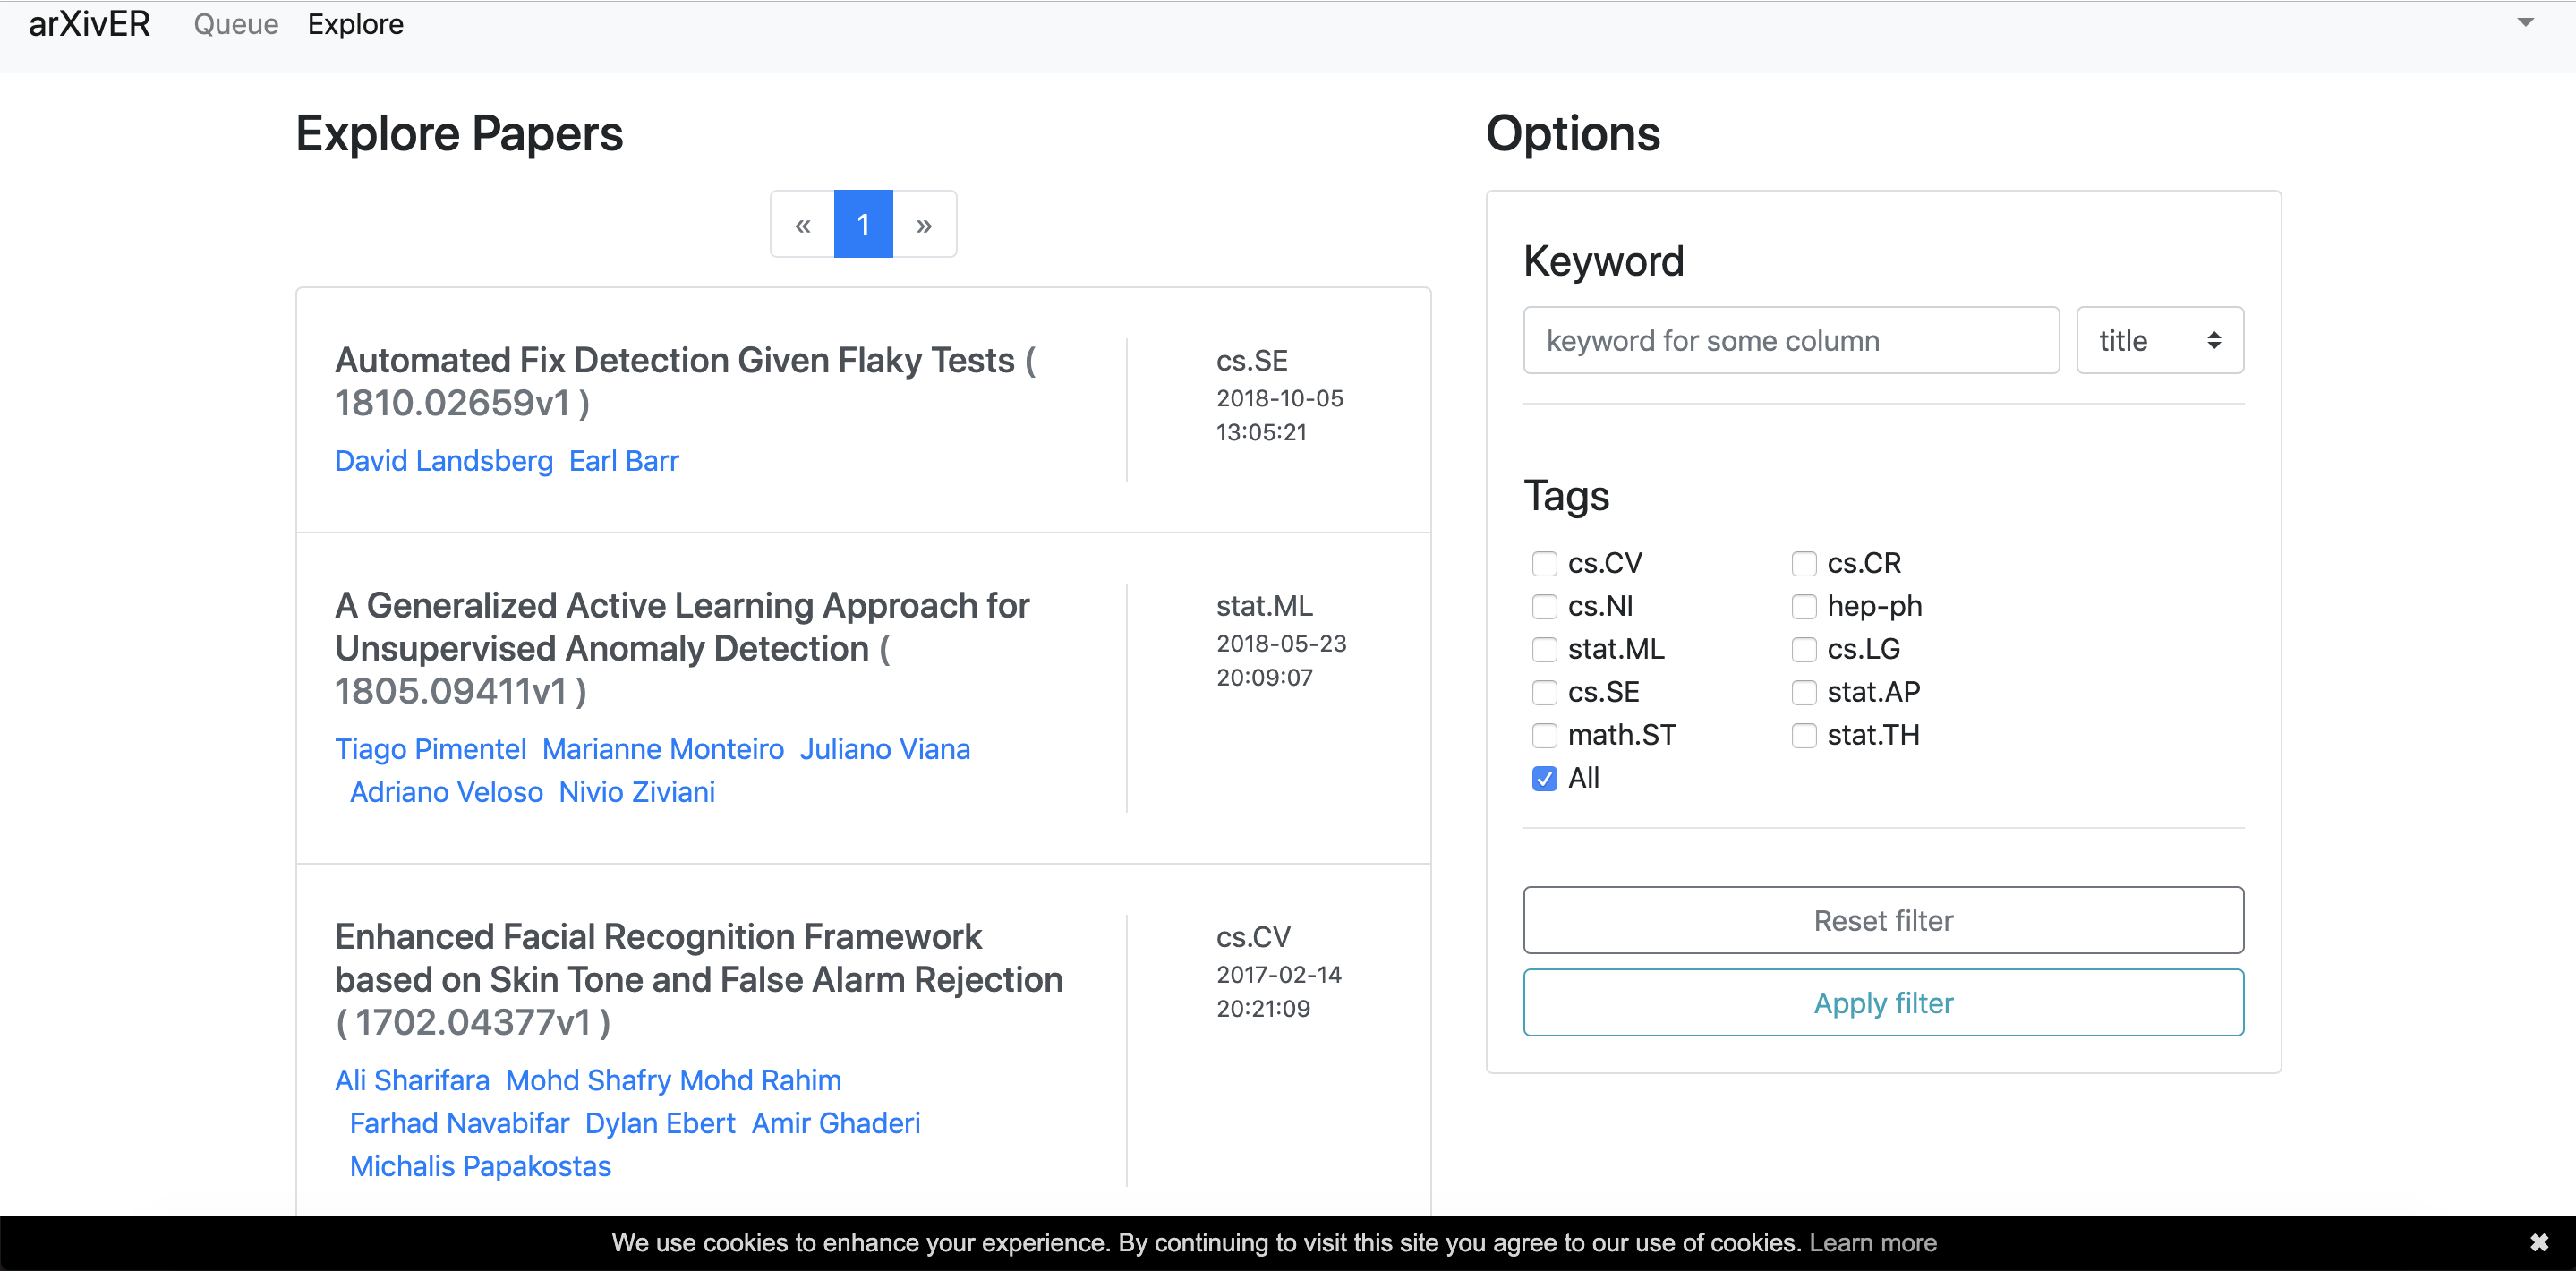 arXivER Queue Explore
Explore Papers
« 1 »
Automated Fix Detection Given Flaky Tests (
1810.02659v1 )
David Landsberg Earl Barr
cs.SE
2018-10-05
13:05:21
A Generalized Active Learning Approach for
Unsupervised Anomaly Detection (
1805.09411v1 )
Tiago Pimentel Marianne Monteiro Juliano Viana
Adriano Veloso Nivio Ziviani
stat.ML
2018-05-23
20:09:07
Enhanced Facial Recognition Framework
based on Skin Tone and False Alarm Rejection
( 1702.04377v1 )
Ali Sharifara Mohd Shafry Mohd Rahim
Farhad Navabifar Dylan Ebert Amir Ghaderi
Michalis Papakostas
cs.CV
2017-02-14
20:21:09
Options
Keyword
keyword for some column title
Tags
cs.CV cs.CR
cs.NI hep-ph
stat.ML cs.LG
cs.SE stat.AP
math.ST stat.TH
All
Reset filter
Apply filter
We use cookies to enhance your experience. By continuing to visit this site you agree to our use of cookies. Learn more ✖